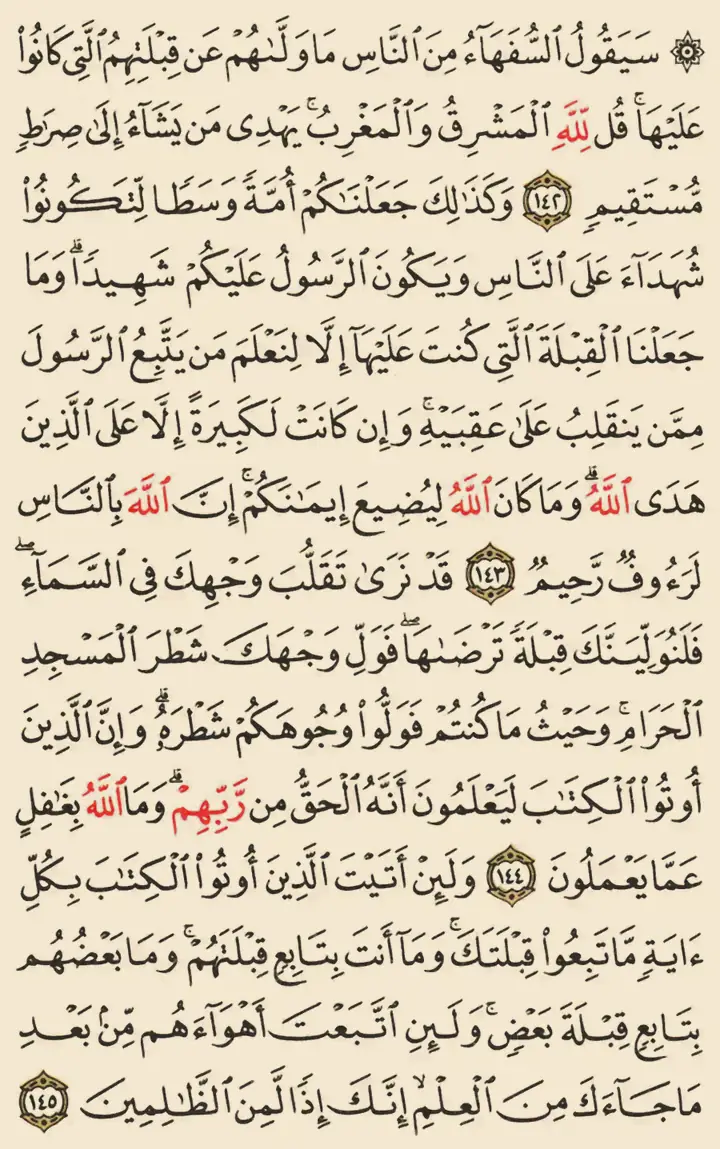 ۞ سَيَقُولُ ٱلسُّفَهَآءُ مِنَ ٱلنَّاسِ مَا وَلَّىٰهُمْ عَن قِبْلَتِهِمُ ٱلَّتِى كَانُوا۟
عَلَيْهَا ۚ قُل لِّلَّهِ ٱلْمَشْرِقُ وَٱلْمَغْرِبُ ۚ يَهْدِى مَن يَشَآءُ إِلَىٰ صِرَٰطٍ
مُّسْتَقِيمٍ ١٤٢ وَكَذَٰلِكَ جَعَلْنَٰكُمْ أُمَّةً وَسَطًا لِّتَكُونُوا۟
شُهَدَآءَ عَلَى ٱلنَّاسِ وَيَكُونَ ٱلرَّسُولُ عَلَيْكُمْ شَهِيدًا ۗ وَمَا
جَعَلْنَا ٱلْقِبْلَةَ ٱلَّتِى كُنتَ عَلَيْهَآ إِلَّا لِنَعْلَمَ مَن يَتَّبِعُ ٱلرَّسُولَ
مِمَّن يَنقَلِبُ عَلَىٰ عَقِبَيْهِ ۚ وَإِن كَانَتْ لَكَبِيرَةً إِلَّا عَلَى ٱلَّذِينَ
هَدَى ٱللَّهُ ۗ وَمَا كَانَ ٱللَّهُ لِيُضِيعَ إِيمَٰنَكُمْ ۚ إِنَّ ٱللَّهَ بِٱلنَّاسِ
لَرَءُوفٌ رَّحِيمٌ ١٤٣ قَدْ نَرَىٰ تَقَلُّبَ وَجْهِكَ فِى ٱلسَّمَآءِ ۖ
فَلَنُوَلِّيَنَّكَ قِبْلَةً تَرْضَىٰهَا ۚ فَوَلِّ وَجْهَكَ شَطْرَ ٱلْمَسْجِدِ
ٱلْحَرَامِ ۚ وَحَيْثُ مَا كُنتُمْ فَوَلُّوا۟ وُجُوهَكُمْ شَطْرَهُۥ ۗ وَإِنَّ ٱلَّذِينَ
أُوتُوا۟ ٱلْكِتَٰبَ لَيَعْلَمُونَ أَنَّهُ ٱلْحَقُّ مِن رَّبِّهِمْ ۗ وَمَا ٱللَّهُ بِغَٰفِلٍ
عَمَّا يَعْمَلُونَ ١٤٤ وَلَئِنْ أَتَيْتَ ٱلَّذِينَ أُوتُوا۟ ٱلْكِتَٰبَ بِكُلِّ
ءَايَةٍ مَّا تَبِعُوا۟ قِبْلَتَكَ ۚ وَمَآ أَنتَ بِتَابِعٍ قِبْلَتَهُمْ ۚ وَمَا بَعْضُهُم
بِتَابِعٍ قِبْلَةَ بَعْضٍ ۚ وَلَئِنِ ٱتَّبَعْتَ أَهْوَآءَهُم مِّنۢ بَعْدِ
مَا جَآءَكَ مِنَ ٱلْعِلْمِ ۙ إِنَّكَ إِذًا لَّمِنَ ٱلظَّٰلِمِينَ ١٤٥